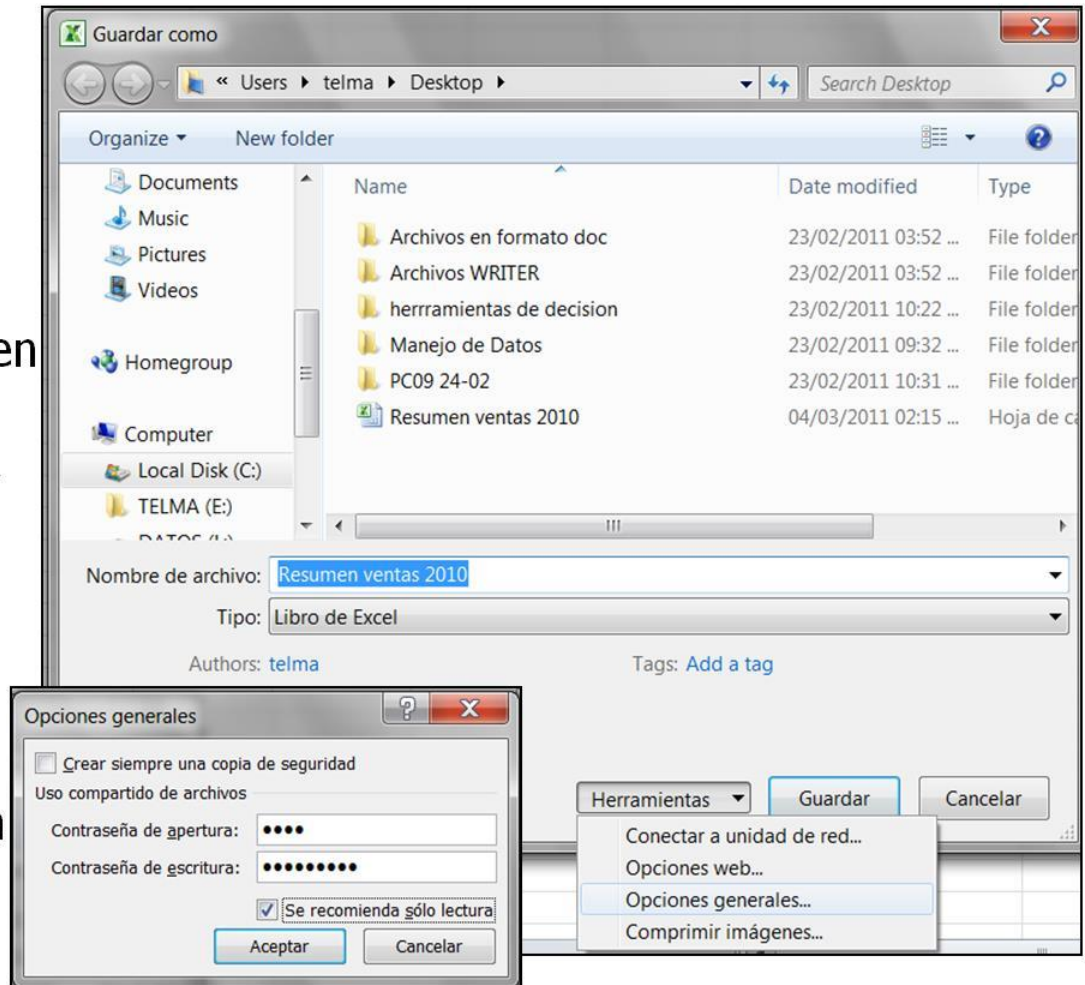 Guardar como
« Users telma Desktop
Search Desktop
Organize New folder
Documents
Music
Pictures
Videos
Homegroup
Computer
Local Disk (C:)
TELMA (E:)
Name Date modified Type
Archivos en formato doc 23/02/2011 03:52 ... File folder
Archivos WRITER 23/02/2011 03:52 ... File folder
herrramientas de decision 23/02/2011 10:22 ... File folder
Manejo de Datos 23/02/2011 09:32 ... File folder
PC09 24-02 23/02/2011 10:31 ... File folder
Resumen ventas 2010 04/03/2011 02:15 ... Hoja de
en
Nombre de archivo: Resumen ventas 2010
Tipo: Libro de Excel
Authors: telma Tags: Add a tag
Herramientas Guardar Cancelar
Conectar a unidad de red...
Opciones web...
Opciones generales...
Comprimir imágenes...
Opciones generales
Crear siempre una copia de seguridad
Uso compartido de archivos
Contraseña de apertura: ••••
Contraseña de escritura: •••••••••
Se recomienda sólo lectura
Aceptar Cancelar